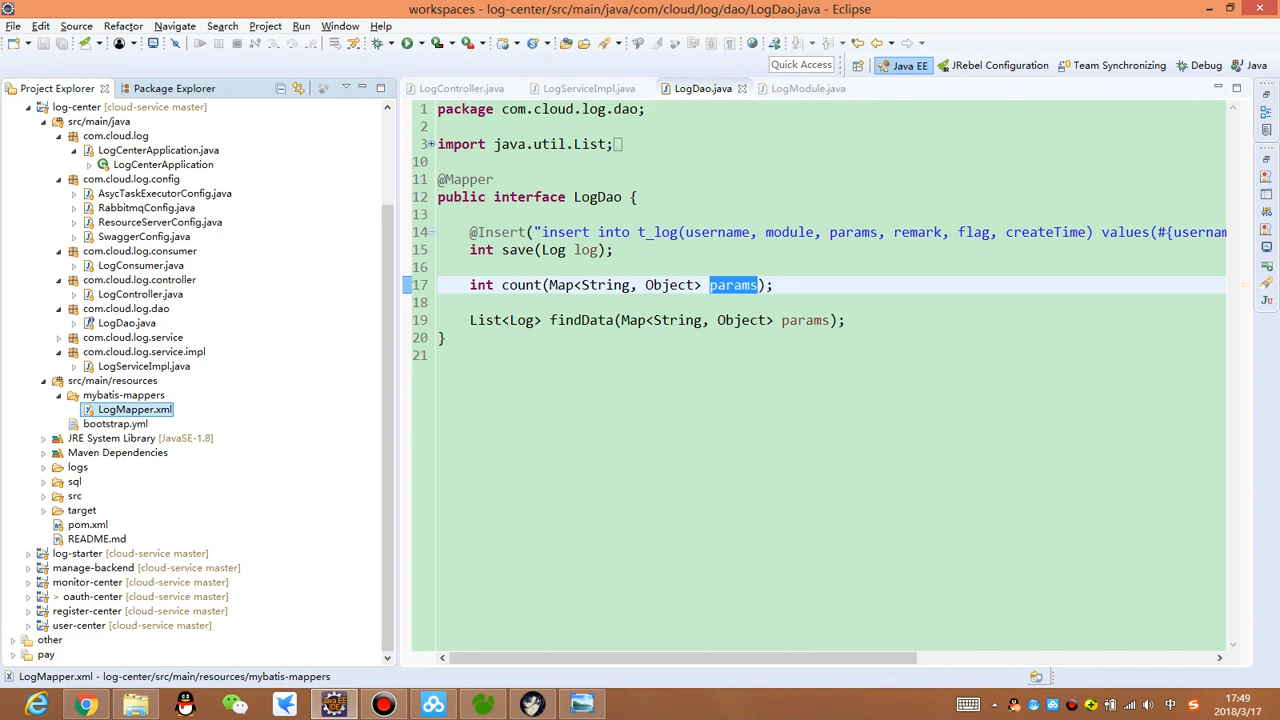 workspaces - log-center/src/main/java/com/cloud/log/dao/LogDao.java - Eclipse
File Edit Source Refactor Navigate Search Project Run Window Help
Quick Access
Java EE JRebel Configuration Team Synchronizing Debug Java
Project Explorer Package Explorer
log-center [cloud-service master]
src/main/java
com.cloud.log
LogCenterApplication.java
LogCenterApplication
com.cloud.log.config
AsycTaskExecutorConfig.java
RabbitmqConfig.java
ResourceServerConfig.java
SwaggerConfig.java
com.cloud.log.consumer
LogConsumer.java
com.cloud.log.controller
LogController.java
com.cloud.log.dao
LogDao.java
com.cloud.log.service
com.cloud.log.service.impl
LogServiceImpl.java
src/main/resources
mybatis-mappers
LogMapper.xml
bootstrap.yml
JRE System Library [JavaSE-1.8]
Maven Dependencies
logs
sql
src
target
pom.xml
README.md
log-starter [cloud-service master]
manage-backend [cloud-service master]
monitor-center [cloud-service master]
> oauth-center [cloud-service master]
register-center [cloud-service master]
user-center [cloud-service master]
other
pay
LogController.java LogServiceImpl.java LogDao.java LogModule.java
1 package com.cloud.log.dao;
2
3 import java.util.List;
10
11 @Mapper
12 public interface LogDao {
13
14 @Insert("insert into t_log(username, module, params, remark, flag, createTime) values(#{usernam
15 int save(Log log);
16
17 int count(Map<String, Object> params);
18
19 List<Log> findData(Map<String, Object> params);
20 }
21
LogMapper.xml - log-center/src/main/resources/mybatis-mappers
中
17:49
2018/3/17